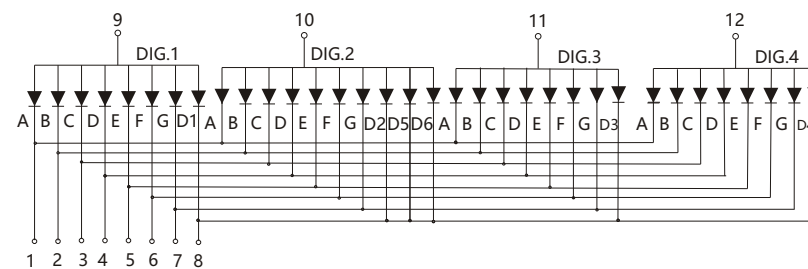 9 10 11 12
DIG.1 DIG.2 DIG.3 DIG.4
A B C D E F G D1 A B C D E F G D2 D5 D6 A B C D E F G D3 A B C D E F G
1 2 3 4 5 6 7 8